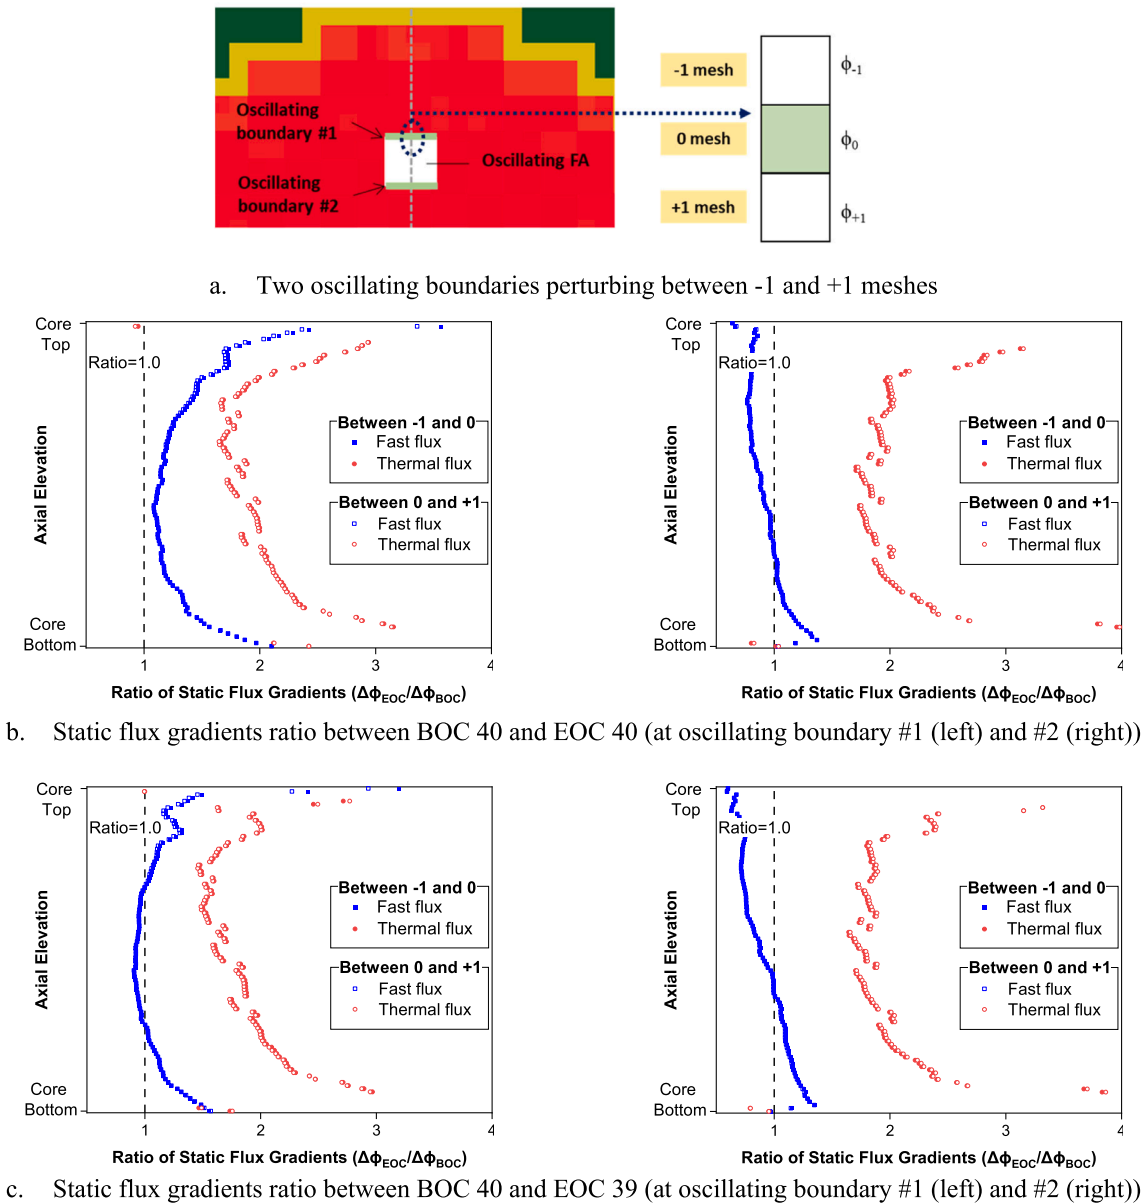 Oscillating
boundary #1
Oscillating FA
Oscillating
boundary #2
-1 mesh
0 mesh
+1 mesh
ϕ-1
ϕ0
ϕ+1
a. Two oscillating boundaries perturbing between -1 and +1 meshes
Core
Top
Ratio=1.0
Between -1 and 0
Fast flux
Thermal flux
Between 0 and +1
Fast flux
Thermal flux
Axial Elevation
Core
Bottom
1 2 3 4
Ratio of Static Flux Gradients (ΔϕEOC/ΔϕBOC)
Core
Top
Ratio=1.0
Between -1 and 0
Fast flux
Thermal flux
Between 0 and +1
Fast flux
Thermal flux
Axial Elevation
Core
Bottom
1 2 3 4
Ratio of Static Flux Gradients (ΔϕEOC/ΔϕBOC)
b. Static flux gradients ratio between BOC 40 and EOC 40 (at oscillating boundary #1 (left) and #2 (right))
Core
Top
Ratio=1.0
Between -1 and 0
Fast flux
Thermal flux
Between 0 and +1
Fast flux
Thermal flux
Axial Elevation
Core
Bottom
1 2 3 4
Ratio of Static Flux Gradients (ΔϕEOC/ΔϕBOC)
Core
Top
Ratio=1.0
Between -1 and 0
Fast flux
Thermal flux
Between 0 and +1
Fast flux
Thermal flux
Axial Elevation
Core
Bottom
1 2 3 4
Ratio of Static Flux Gradients (ΔϕEOC/ΔϕBOC)
c. Static flux gradients ratio between BOC 40 and EOC 39 (at oscillating boundary #1 (left) and #2 (right))